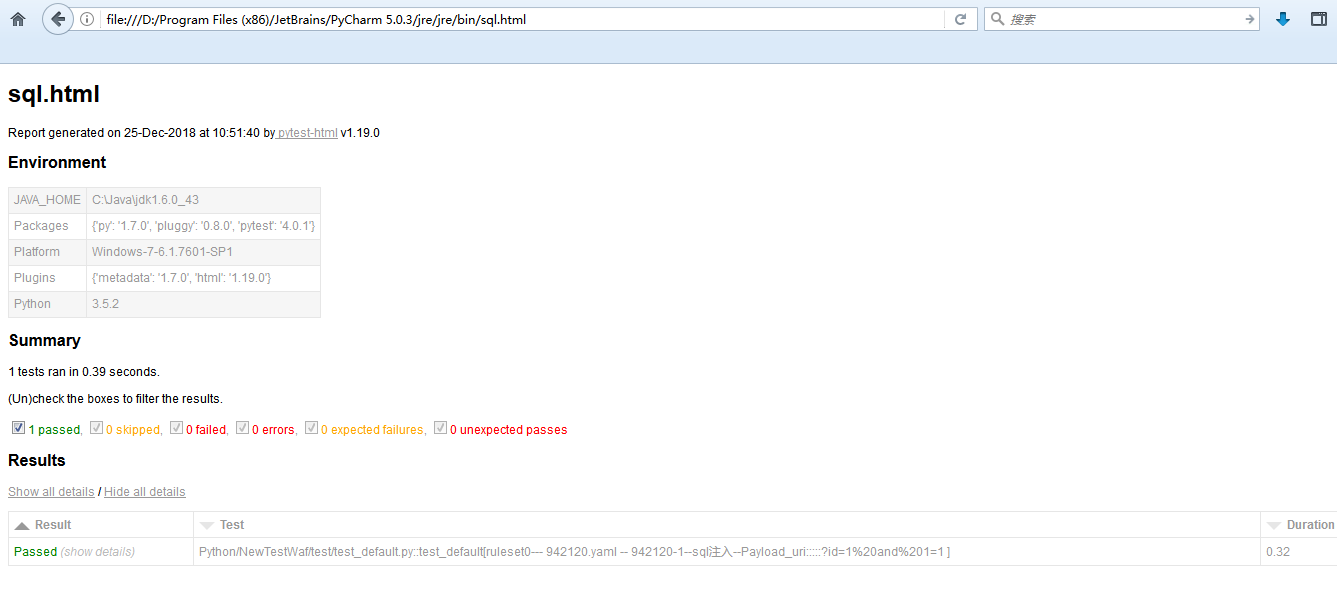 file:///D:/Program Files (x86)/JetBrains/PyCharm 5.0.3/jre/jre/bin/sql.html 搜索
sql.html
Report generated on 25-Dec-2018 at 10:51:40 by pytest-html v1.19.0
Environment
JAVA_HOME C:\Java\jdk1.6.0_43
Packages {'py': '1.7.0', 'pluggy': '0.8.0', 'pytest': '4.0.1'}
Platform Windows-7-6.1.7601-SP1
Plugins {'metadata': '1.7.0', 'html': '1.19.0'}
Python 3.5.2
Summary
1 tests ran in 0.39 seconds.
(Un)check the boxes to filter the results.
1 passed, 0 skipped, 0 failed, 0 errors, 0 expected failures, 0 unexpected passes
Results
Show all details / Hide all details
Result Test Duration
Passed (show details) Python/NewTestWaf/test/test_default.py::test_default[ruleset0--- 942120.yaml -- 942120-1--sql注入--Payload_uri:::::?id=1%20and%201=1 ] 0.32